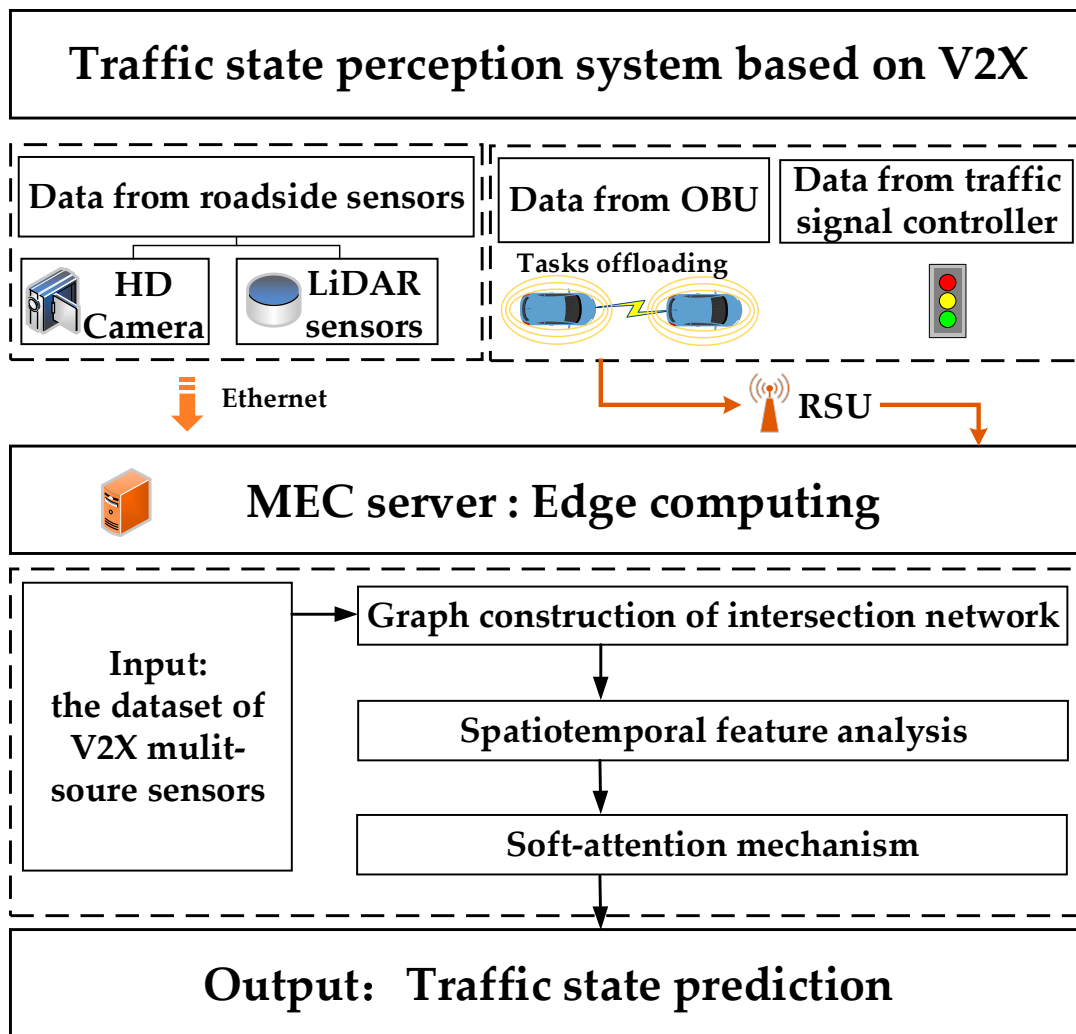 Traffic state perception system based on V2X
Data from roadside sensors
HD
Camera
LiDAR
sensors
Data from OBU
Data from traffic
signal controller
Tasks offloading
Ethernet
RSU
MEC server : Edge computing
Input:
the dataset of
V2X mulit-
soure sensors
Graph construction of intersection network
Spatiotemporal feature analysis
Soft-attention mechanism
Output: Traffic state prediction